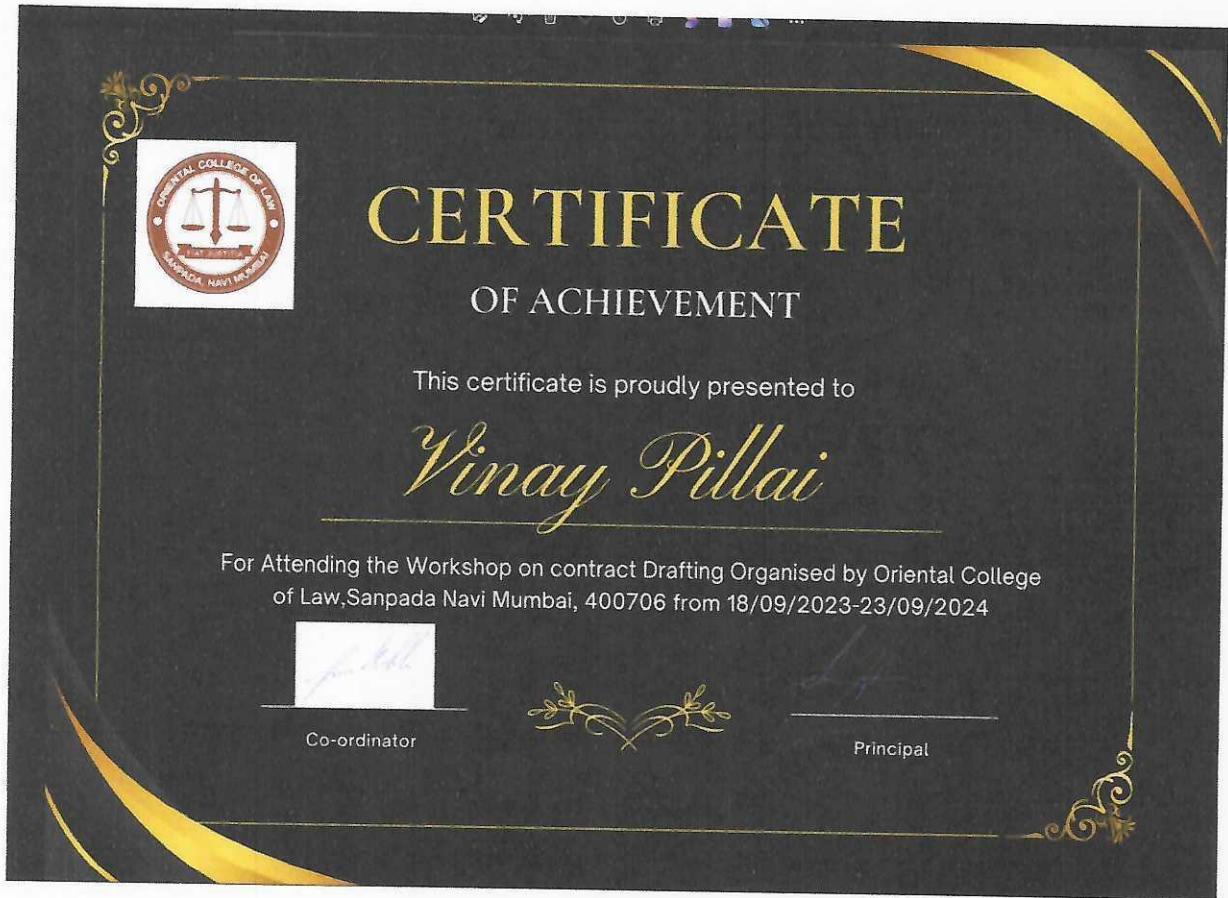 ORIENTAL COLLEGE OF LAW
FIAT JUSTITIA
SANPADA, NAVI MUMBAI
CERTIFICATE
OF ACHIEVEMENT
This certificate is proudly presented to
Vinay Pillai
For Attending the Workshop on contract Drafting Organised by Oriental College
of Law,Sanpada Navi Mumbai, 400706 from 18/09/2023-23/09/2024
Co-ordinator
Principal